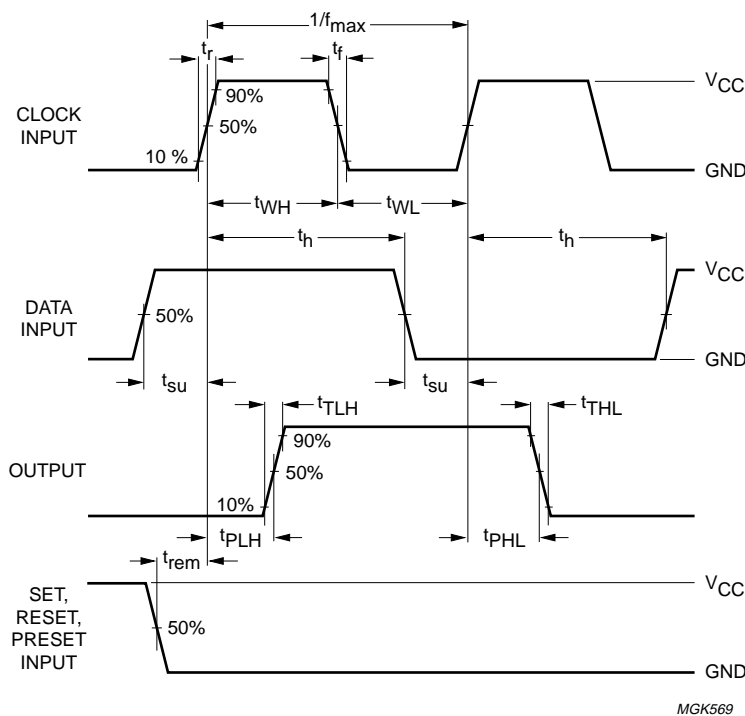 1/fmax
tr
tf
VCC
90%
CLOCK
INPUT
50%
10 %
GND
tWH
tWL
th
th
VCC
DATA
INPUT
50%
GND
tsu
tsu
tTLH
tTHL
90%
OUTPUT
50%
10%
tPLH
tPHL
trem
VCC
SET,
RESET,
PRESET
INPUT
50%
GND
MGK569